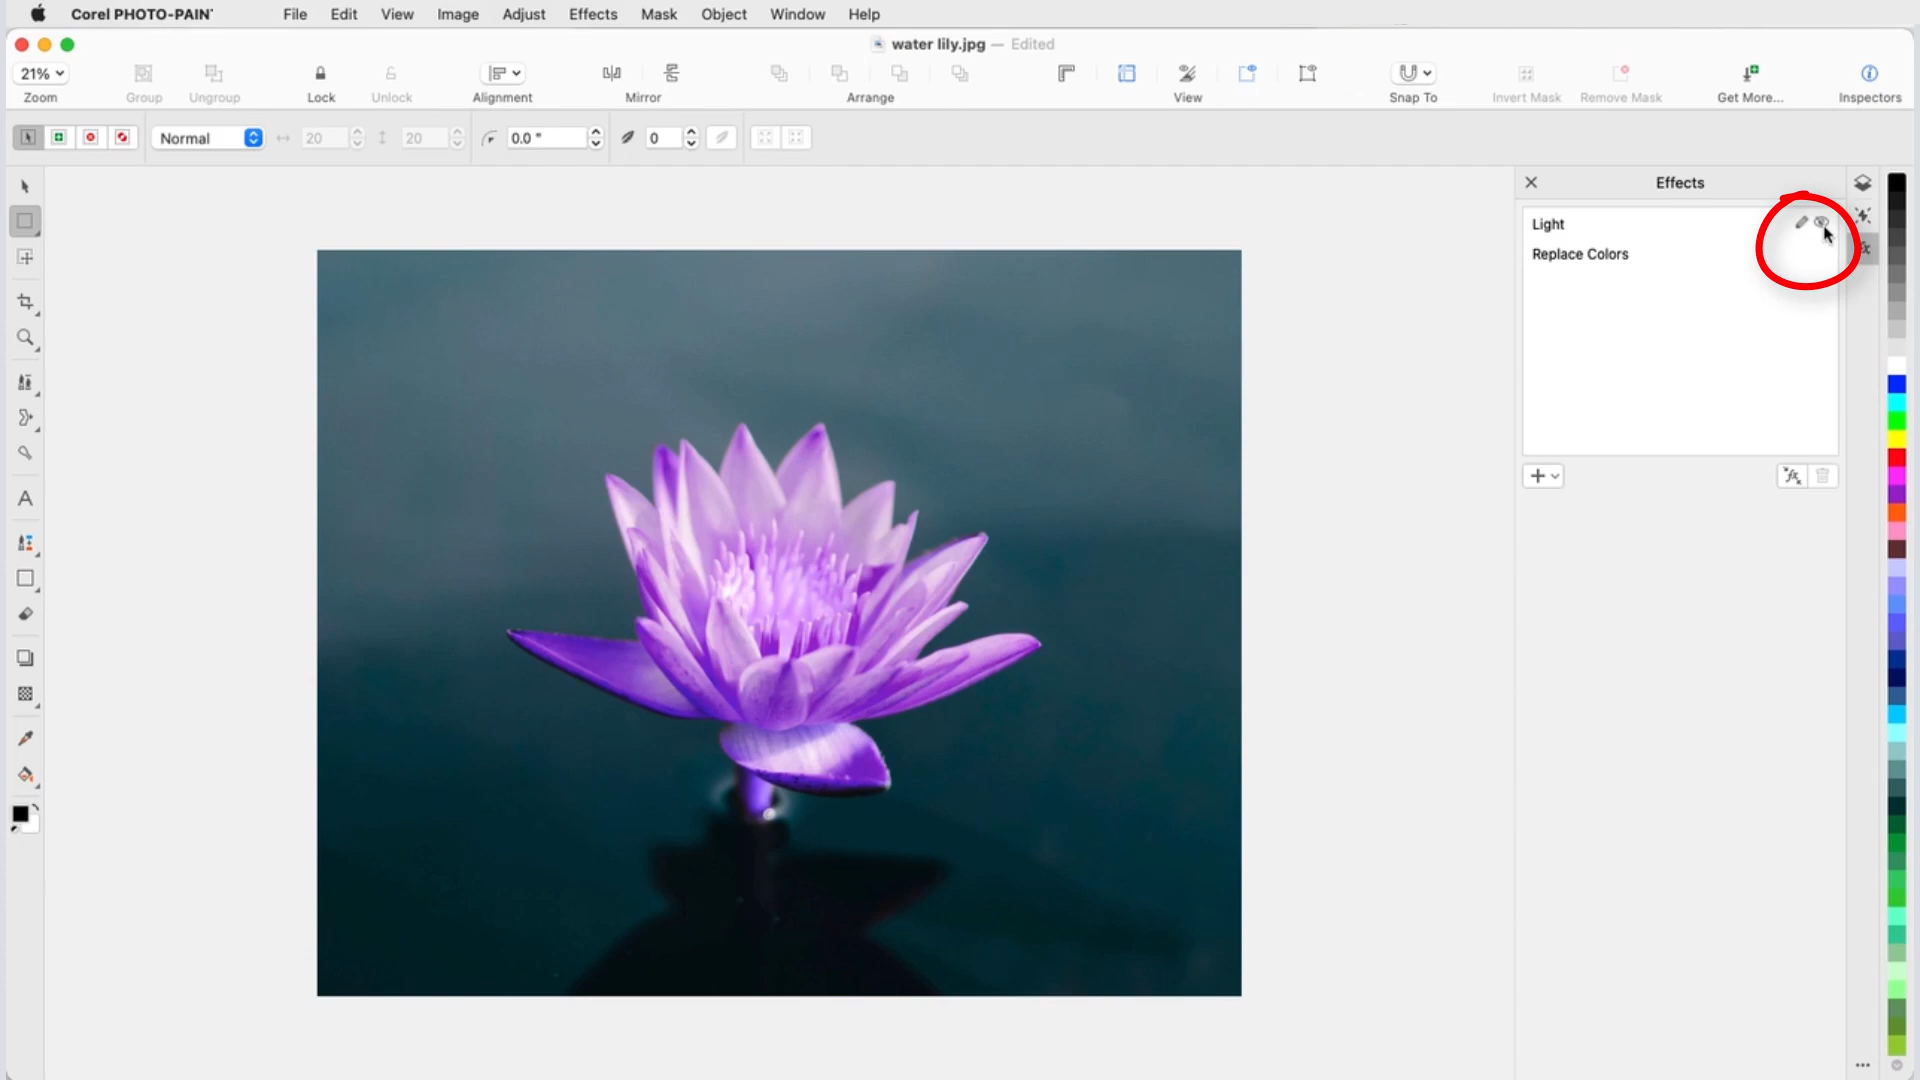 Corel PHOTO-PAIN File Edit View Image Adjust Effects Mask Object Window Help
water lily.jpg — Edited
21%
Zoom Group Ungroup Lock Unlock Alignment Mirror Arrange View Snap To Invert Mask Remove Mask Get More... Inspectors
Normal 20 20 0.0 " 0
Effects
Light
Replace Colors